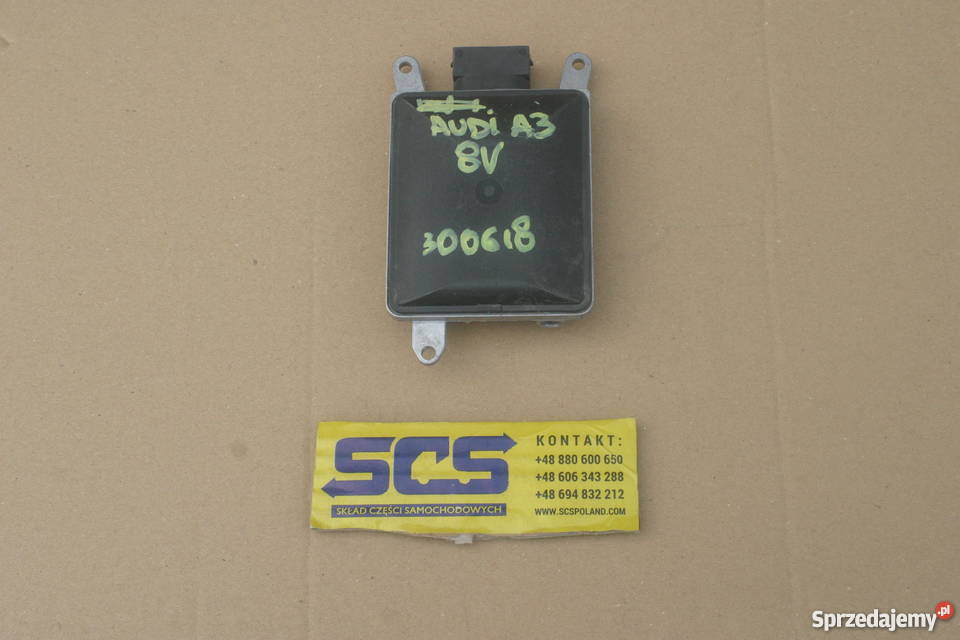 AUDI A3
8V
300618
SCS
SKŁAD CZĘŚCI SAMOCHODOWYCH
KONTAKT:
+48 880 600 650
+48 606 343 288
+48 694 832 212
WWW.SCSPOLAND.COM
Sprzedajemy.pl